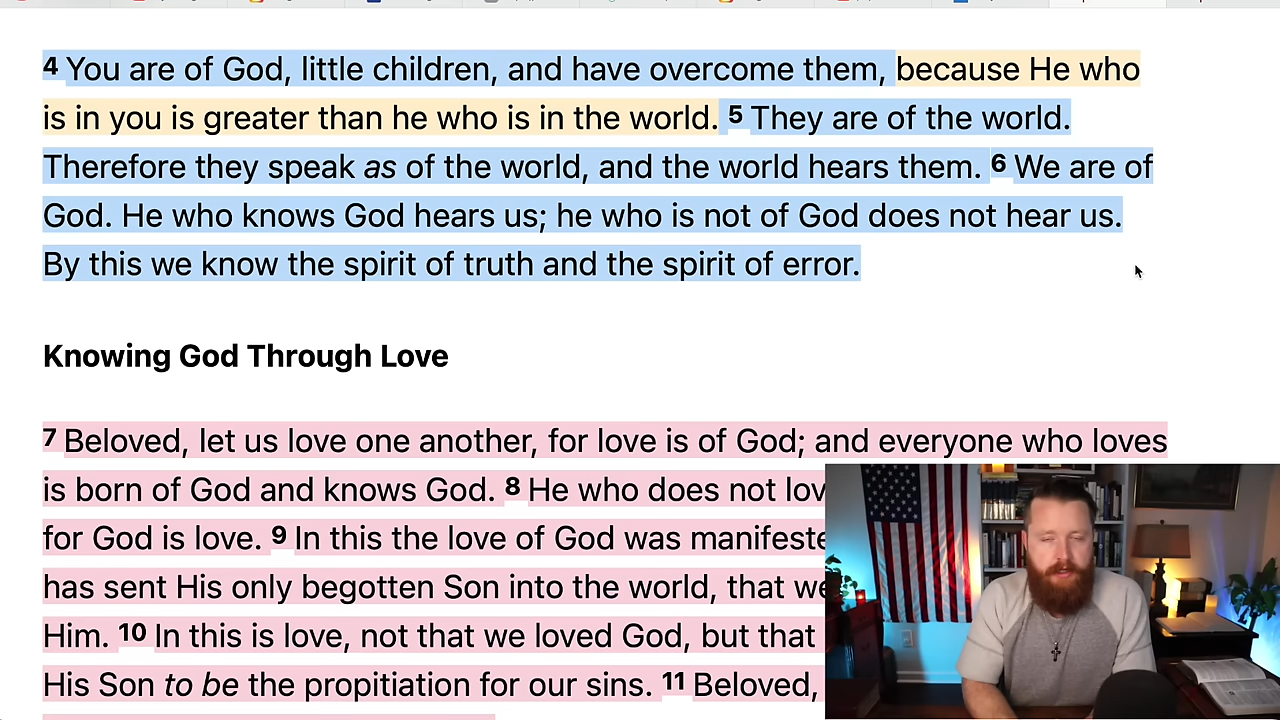 4 You are of God, little children, and have overcome them, because He who
is in you is greater than he who is in the world. 5 They are of the world.
Therefore they speak as of the world, and the world hears them. 6 We are of
God. He who knows God hears us; he who is not of God does not hear us.
By this we know the spirit of truth and the spirit of error.
Knowing God Through Love
7 Beloved, let us love one another, for love is of God; and everyone who loves
is born of God and knows God. 8 He who does not lov
for God is love. 9 In this the love of God was manifeste
has sent His only begotten Son into the world, that we
Him. 10 In this is love, not that we loved God, but that
His Son to be the propitiation for our sins. 11 Beloved,